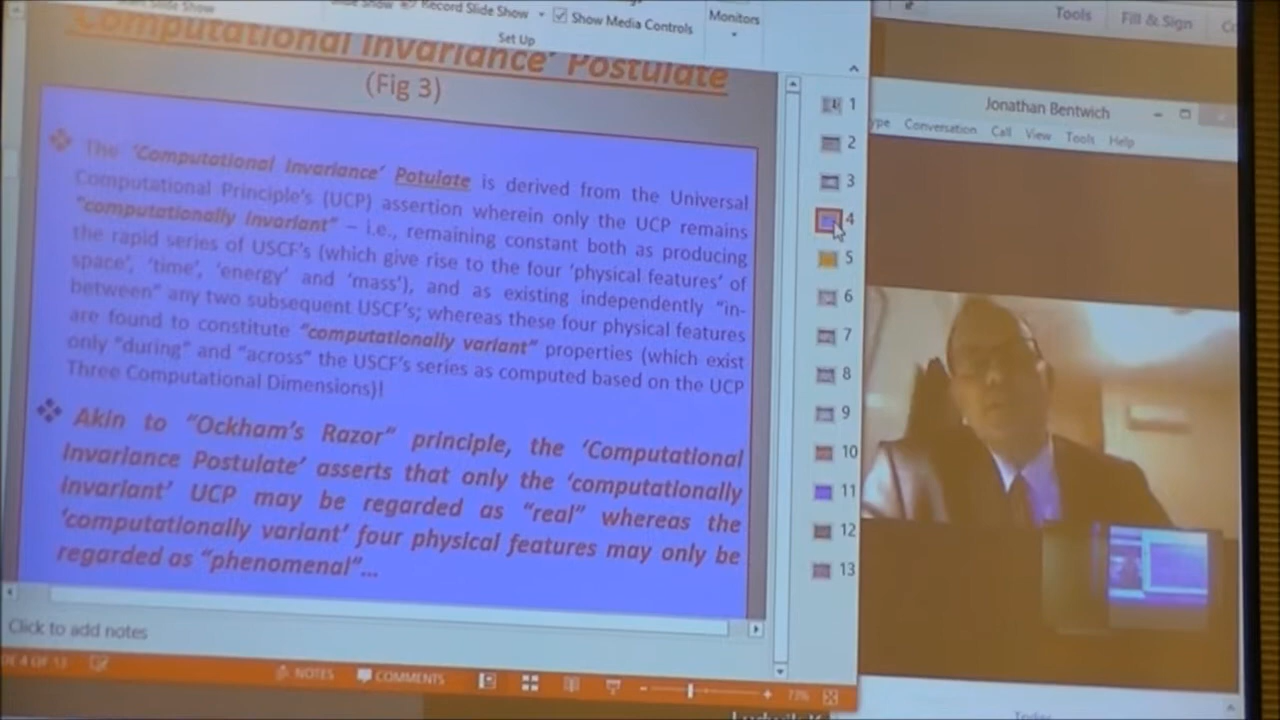 Slide Show
Record Slide Show
Show Media Controls
Set Up
Monitors
Tools
Fill & Sign
Computational Invariance' Postulate
(Fig 3)
The 'Computational Invariance' Potulate is derived from the Universal
Computational Principle's (UCP) assertion wherein only the UCP remains
"computationally invariant" – i.e., remaining constant both as producing
the rapid series of USCF's (which give rise to the four 'physical features' of
space', 'time', 'energy' and 'mass'), and as existing independently "in-
between" any two subsequent USCF's; whereas these four physical features
are found to constitute "computationally variant" properties (which exist
only "during" and "across" the USCF's series as computed based on the UCP
Three Computational Dimensions)!
Akin to "Ockham's Razor" principle, the 'Computational
Invariance Postulate' asserts that only the 'computationally
invariant' UCP may be regarded as "real" whereas the
'computationally variant' four physical features may only be
regarded as "phenomenal"...
1
2
3
4
5
6
7
8
9
10
11
12
13
Jonathan Bentwich
Conversation Call View Tools Help
Click to add notes
4 OF 13
NOTES
COMMENTS
73%
Today